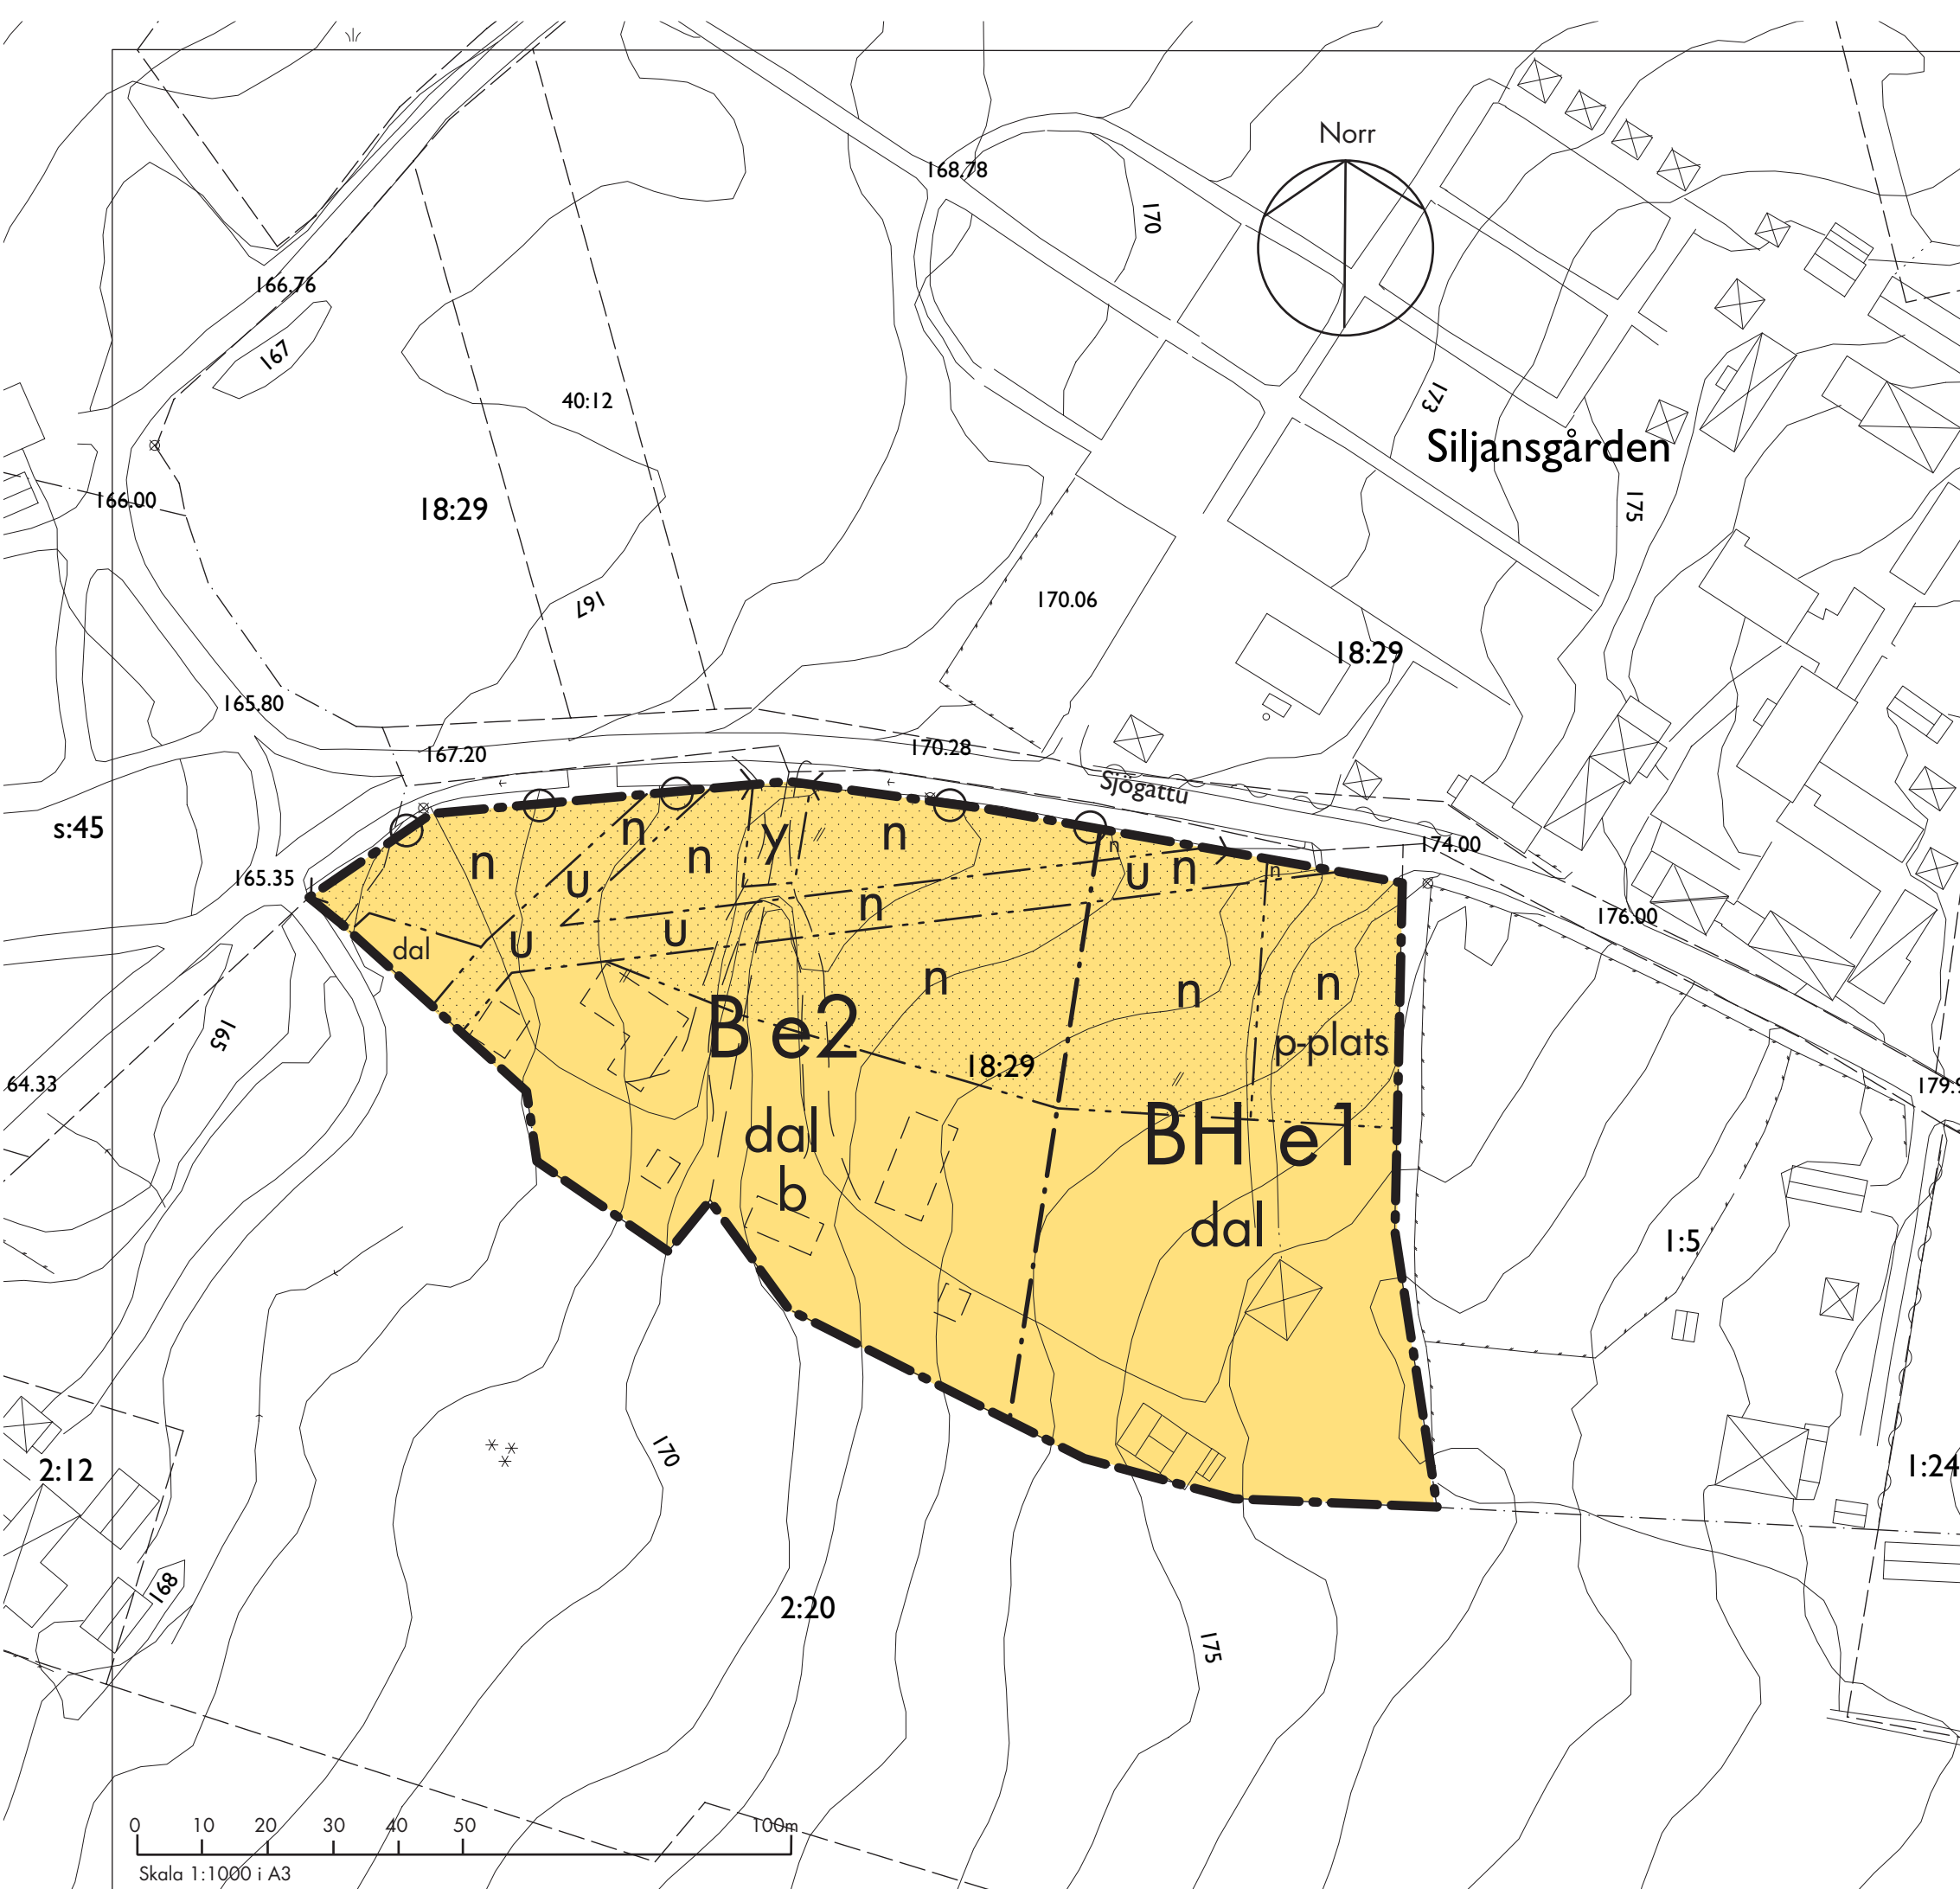 Norr
168.78
170
166.76
167
40:12
173
Siljansgården
166.00
18:29
175
167
170.06
18:29
165.80
167.20
170.28
Sjögattu
s:45
n
y
n
n
n
n
174.00
165.35
u
u
n
n
176.00
u
u
n
dal
n
n
n
165
B e2
p-plats
18:29
64.33
179.9
dal
BH e1
b
dal
1:5
170
2:12
1:24
168
2:20
175
0 10 20 30 40 50 100m
Skala 1:1000 i A3